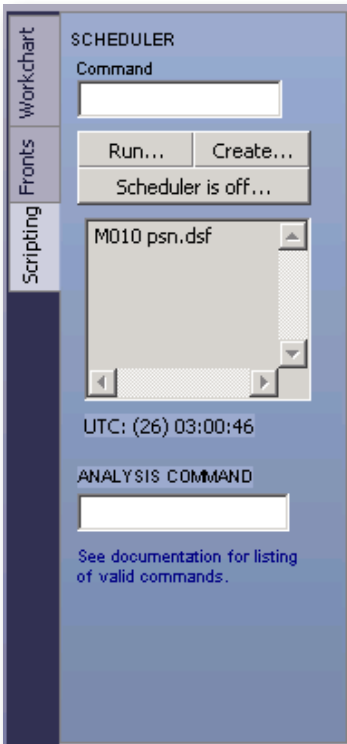 Workchart
Fronts
Scripting
SCHEDULER
Command
Run...
Create...
Scheduler is off...
M010 psn.dsf
UTC: (26) 03:00:46
ANALYSIS COMMAND
See documentation for listing
of valid commands.